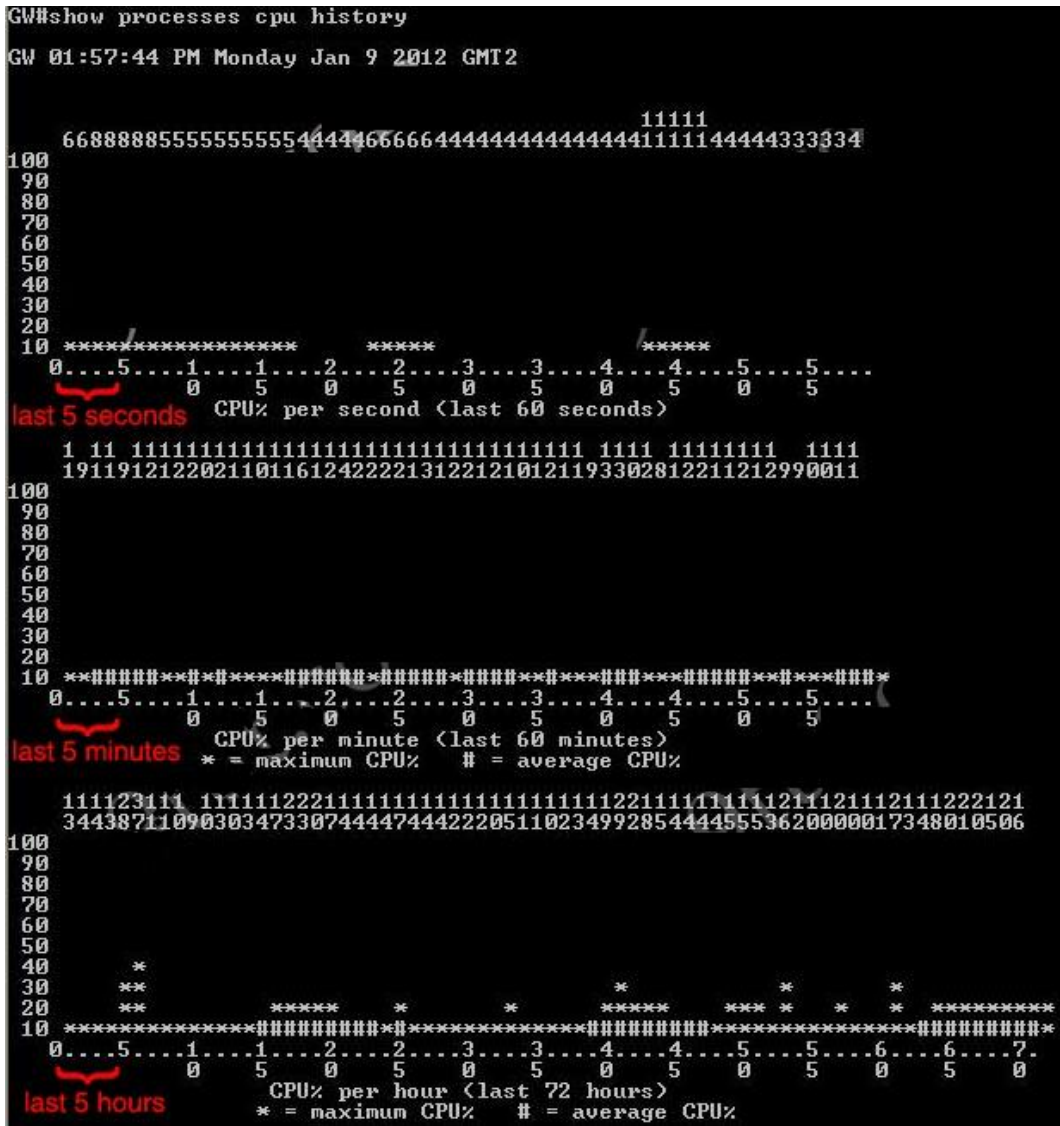 GW#show processes cpu history
GW 01:57:44 PM Monday Jan 9 2012 GMT2
11111
668888885555555555444446666644444444444444441111144444333334
100
90
80
70
60
50
40
30
20
10 ****************** ***** *****
0....5....1....1....2....2....3....3....4....4....5....5....
0 5 0 5 0 5 0 5 0 5
last 5 seconds
CPU% per second (last 60 seconds)
1 11 1111111111111111111111111111111111 1111 11111111 1111
100
90
80
70
60
50
40
30
20
0....5....1....1....2....2....3....3....4....4....5....5....
0 5 0 5 0 5 0 5 0 5
last 5 minutes
CPU% per minute (last 60 minutes)
* = maximum CPU% # = average CPU%
100
90
80
70
60
50
40 *
30 ** * * *
20 ** ***** * * ***** *** * * * *********
0....5....1....1....2....2....3....3....4....4....5....5....6....6....7.
0 5 0 5 0 5 0 5 0 5 0 5 0
last 5 hours
CPU% per hour (last 72 hours)
* = maximum CPU% # = average CPU%